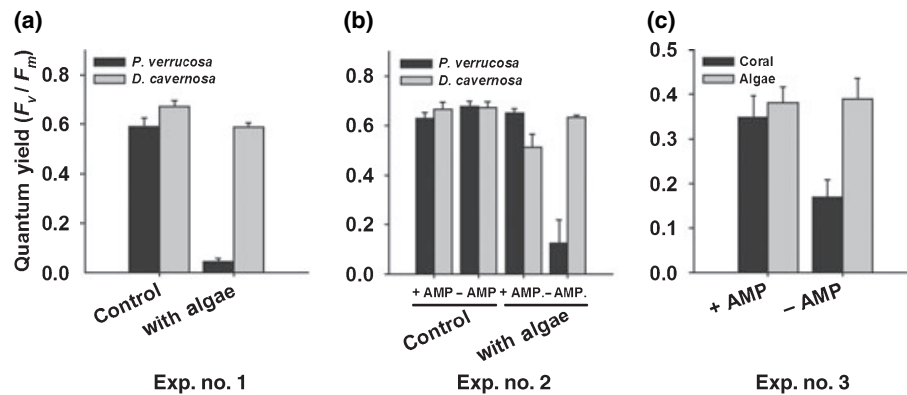 (a)
P. verrucosa
D. cavernosa
Quantum yield (Fv / Fm)
0.8
0.6
0.4
0.2
0.0
Control
with algae
Exp. no. 1
(b)
P. verrucosa
D. cavernosa
0.8
0.6
0.4
0.2
0.0
+ AMP – AMP + AMP. – AMP.
Control
with algae
Exp. no. 2
(c)
Coral
Algae
0.5
0.4
0.3
0.2
0.1
0.0
+ AMP
– AMP
Exp. no. 3